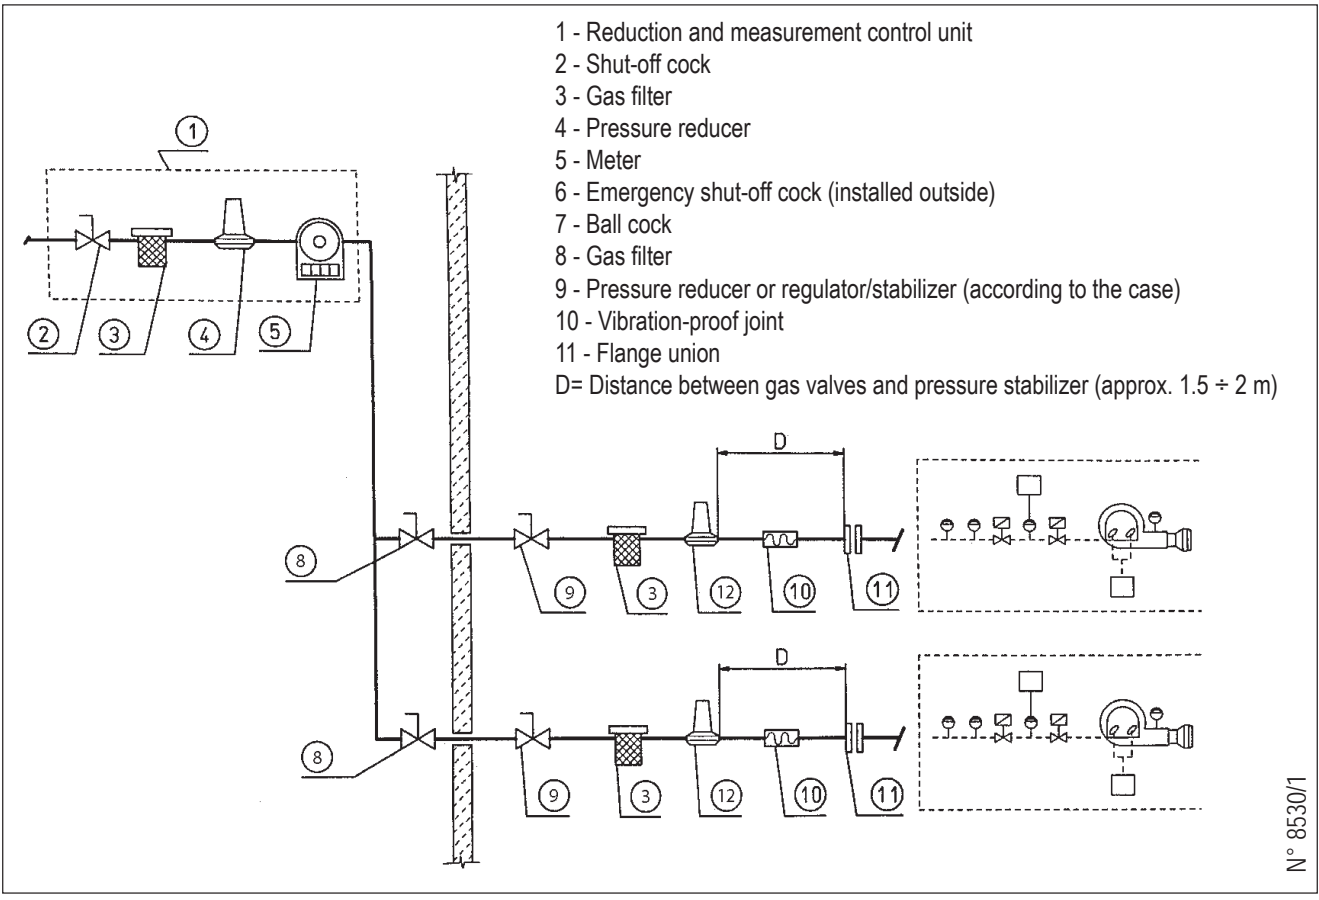 1 - Reduction and measurement control unit
2 - Shut-off cock
3 - Gas filter
4 - Pressure reducer
5 - Meter
6 - Emergency shut-off cock (installed outside)
7 - Ball cock
8 - Gas filter
9 - Pressure reducer or regulator/stabilizer (according to the case)
10 - Vibration-proof joint
11 - Flange union
D= Distance between gas valves and pressure stabilizer (approx. 1.5 ÷ 2 m)
1
2 3 4 5
D
8 9 3 12 10 11
D
8 9 3 12 10 11
N° 8530/1